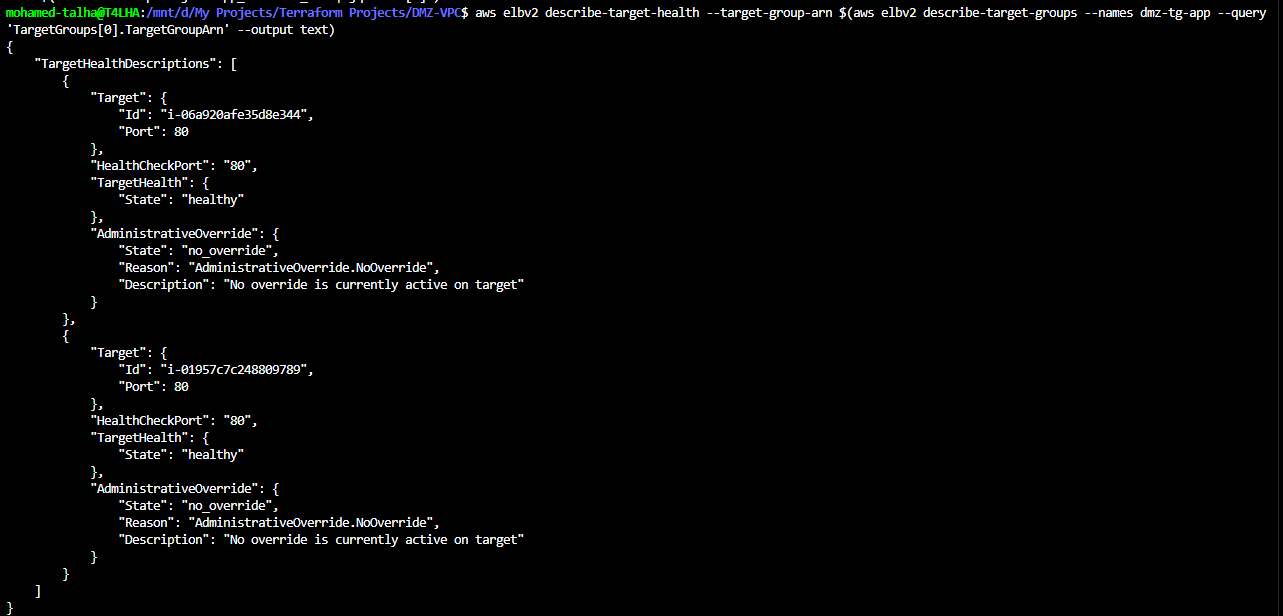 mohamed-talha@T4LHA:/mnt/d/My Projects/Terraform Projects/DMZ-VPC$ aws elbv2 describe-target-health --target-group-arn $(aws elbv2 describe-target-groups --names dmz-tg-app --query
'TargetGroups[0].TargetGroupArn' --output text)
{
    "TargetHealthDescriptions": [
        {
            "Target": {
                "Id": "i-06a920afe35d8e344",
                "Port": 80
            },
            "HealthCheckPort": "80",
            "TargetHealth": {
                "State": "healthy"
            },
            "AdministrativeOverride": {
                "State": "no_override",
                "Reason": "AdministrativeOverride.NoOverride",
                "Description": "No override is currently active on target"
            }
        },
        {
            "Target": {
                "Id": "i-01957c7c248809789",
                "Port": 80
            },
            "HealthCheckPort": "80",
            "TargetHealth": {
                "State": "healthy"
            },
            "AdministrativeOverride": {
                "State": "no_override",
                "Reason": "AdministrativeOverride.NoOverride",
                "Description": "No override is currently active on target"
            }
        }
    ]
}